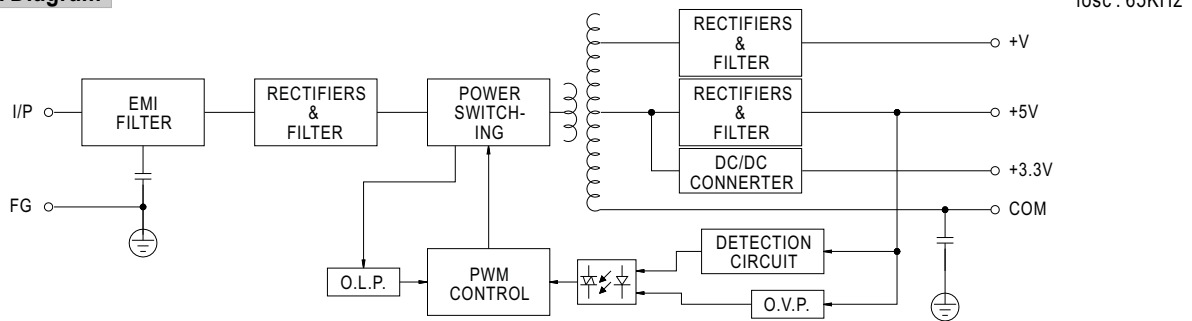 Diagram
fosc : 65KHz
RECTIFIERS
&
FILTER
+V
I/P
EMI
FILTER
RECTIFIERS
&
FILTER
POWER
SWITCH-
ING
RECTIFIERS
&
FILTER
+5V
DC/DC
CONNERTER
+3.3V
FG
COM
DETECTION
CIRCUIT
O.L.P.
PWM
CONTROL
O.V.P.